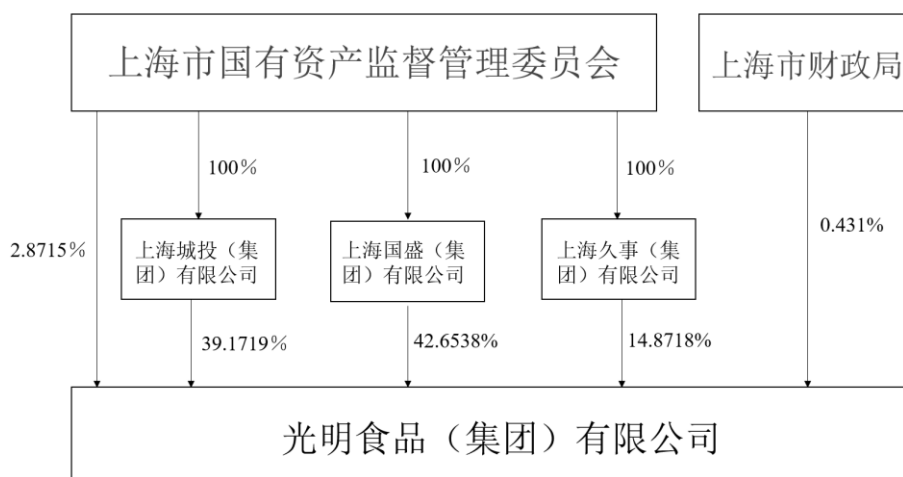 上海市国有资产监督管理委员会
上海市财政局
100%
100%
100%
2.8715%
上海城投（集
团）有限公司
上海国盛（集
团）有限公司
上海久事（集
团）有限公司
0.431%
39.1719%
42.6538%
14.8718%
光明食品（集团）有限公司